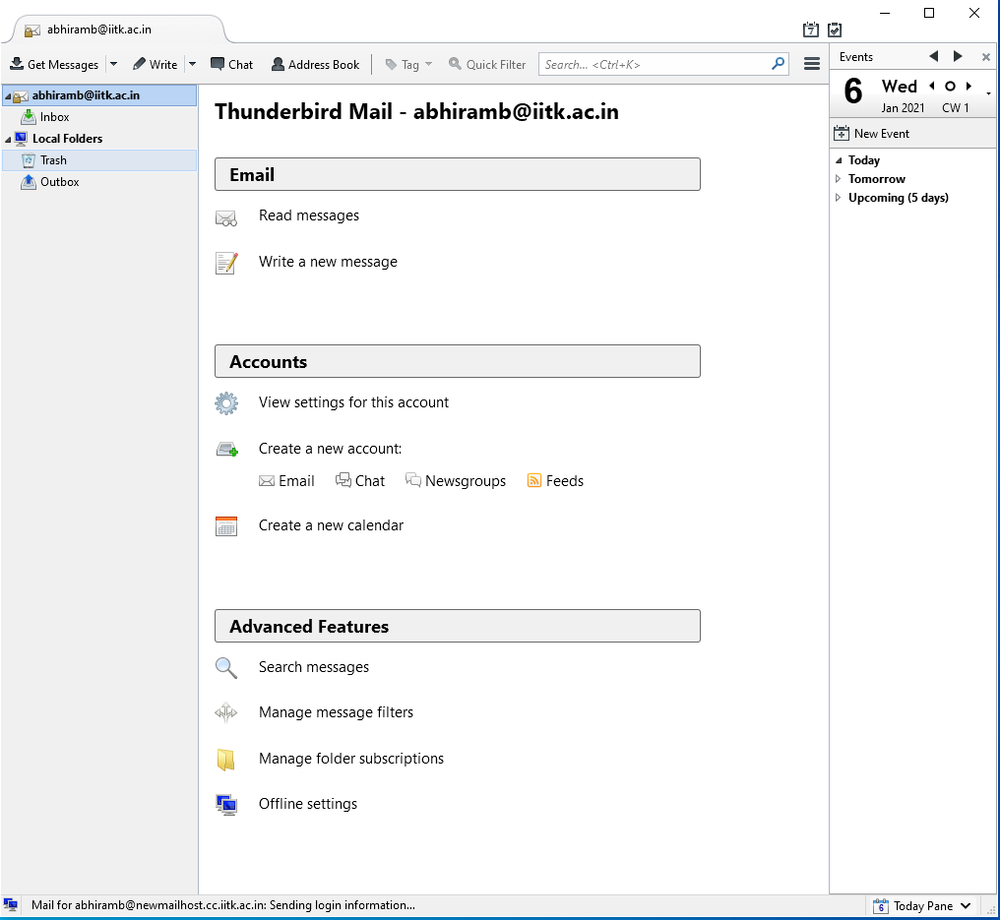 abhiramb@iitk.ac.in
7
Get Messages Write Chat Address Book Tag Quick Filter Search... <Ctrl+K>
Events
abhiramb@iitk.ac.in
Inbox
Local Folders
Trash
Outbox
Thunderbird Mail - abhiramb@iitk.ac.in
Email
Read messages
Write a new message
Accounts
View settings for this account
Create a new account:
Email Chat Newsgroups Feeds
Create a new calendar
Advanced Features
Search messages
Manage message filters
Manage folder subscriptions
Offline settings
6 Wed
Jan 2021 CW 1
New Event
Today
Tomorrow
Upcoming (5 days)
Mail for abhiramb@newmailhost.cc.iitk.ac.in: Sending login information...
6 Today Pane